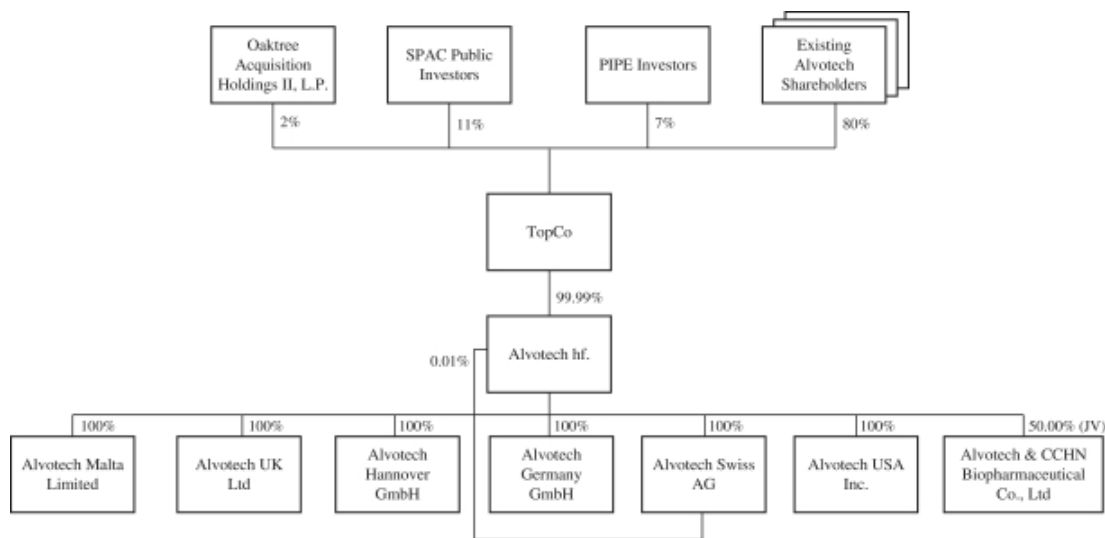 Oaktree
Acquisition
Holdings II, L.P.
SPAC Public
Investors
PIPE Investors
Existing
Alvotech
Shareholders
2%
11%
7%
80%
TopCo
99.99%
Alvotech hf.
0.01%
100%
100%
100%
100%
100%
100%
50.00% (JV)
Alvotech Malta
Limited
Alvotech UK
Ltd
Alvotech
Hannover
GmbH
Alvotech
Germany
GmbH
Alvotech Swiss
AG
Alvotech USA
Inc.
Alvotech & CCHN
Biopharmaceutical
Co., Ltd